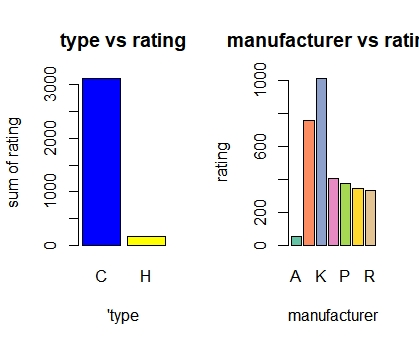 type vs rating
sum of rating
0 1000 2000 3000
C H
'type
manufacturer vs ratin
rating
0 200 600 1000
A K P R
manufacturer